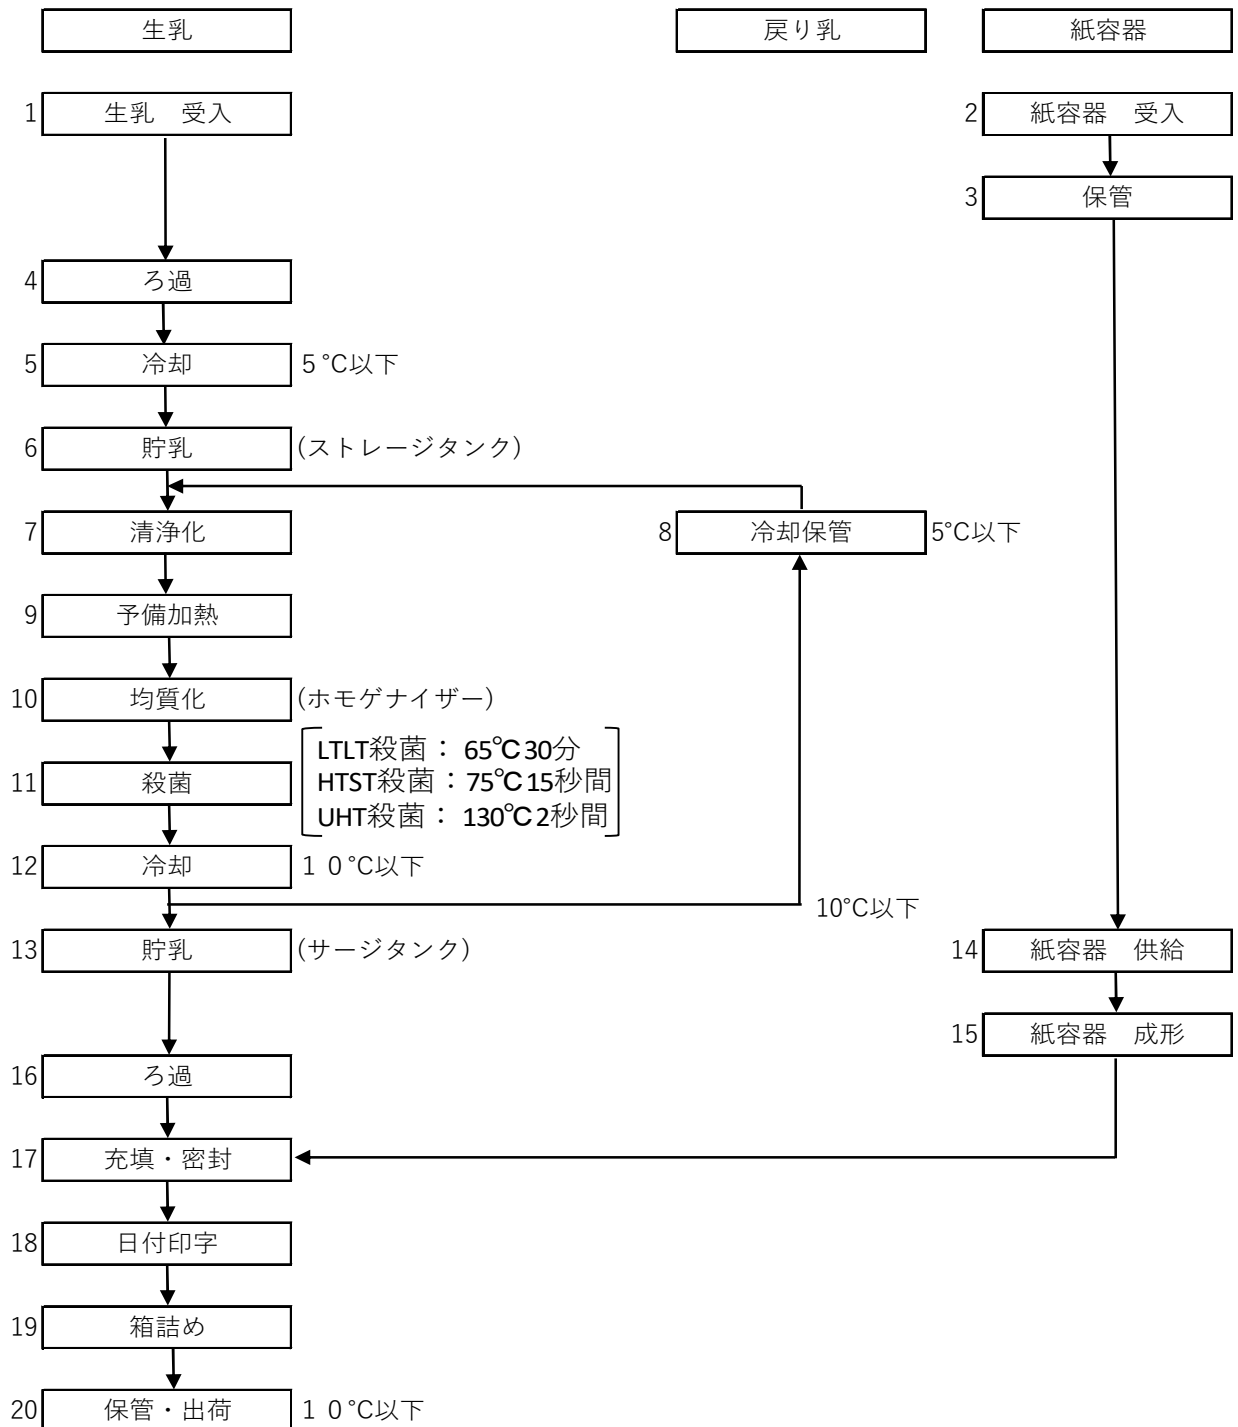 生乳
戻り乳
紙容器
1 生乳　受入
2 紙容器　受入
3 保管
4 ろ過
5 冷却 5°C以下
6 貯乳 (ストレージタンク)
7 清浄化
8 冷却保管 5°C以下
9 予備加熱
10 均質化 (ホモゲナイザー)
LTLT殺菌： 65℃30分
11 殺菌 HTST殺菌：75℃15秒間
UHT殺菌： 130℃2秒間
12 冷却 １０°C以下
10°C以下
13 貯乳 (サージタンク)
14 紙容器　供給
15 紙容器　成形
16 ろ過
17 充填・密封
18 日付印字
19 箱詰め
20 保管・出荷 １０°C以下